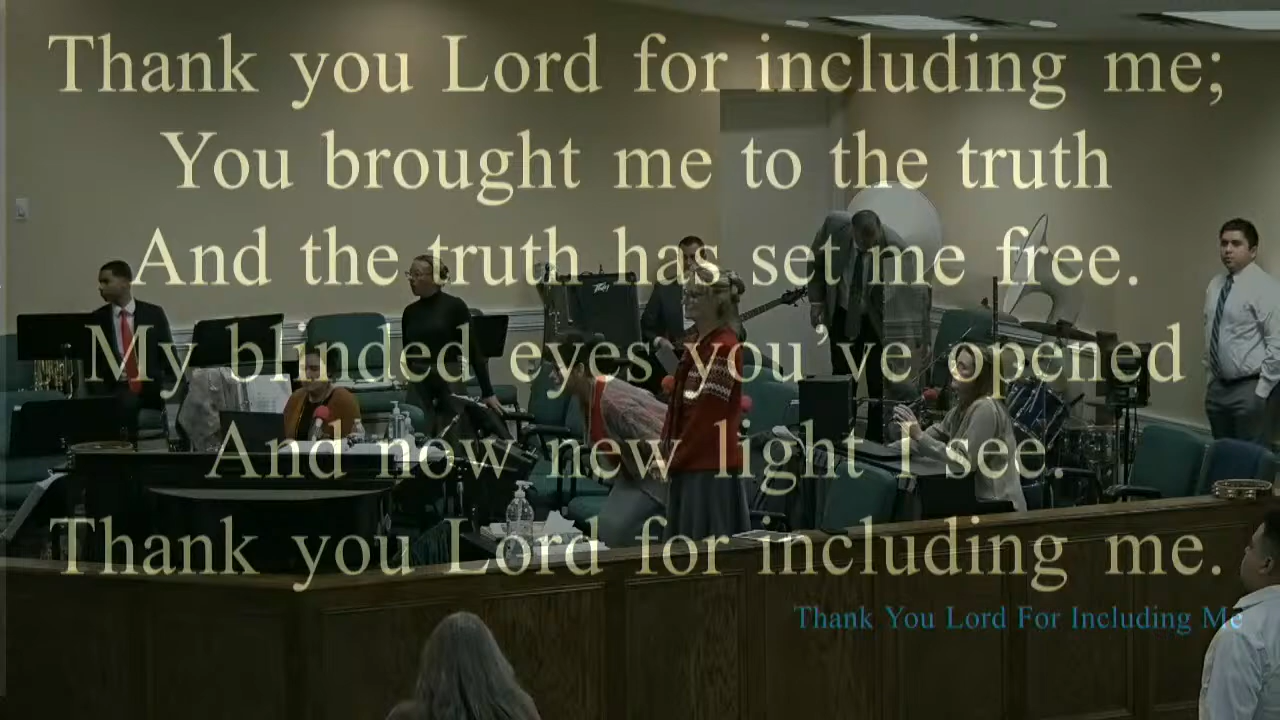 Thank you Lord for including me;
You brought me to the truth
And the truth has set me free.
My blinded eyes you've opened
And now new light I see.
Thank you Lord for including me.
Thank You Lord For Including Me
PEAVEY